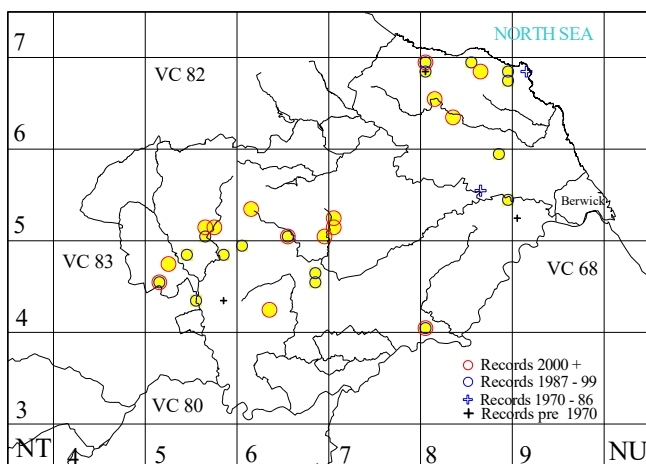 NORTH SEA
7
VC 82
6
Berwick
5
VC 83
VC 68
4
Records 2000 +
Records 1987 - 99
Records 1970 - 86
Records pre 1970
VC 80
3
NT 4 5 6 7 8 9 NU